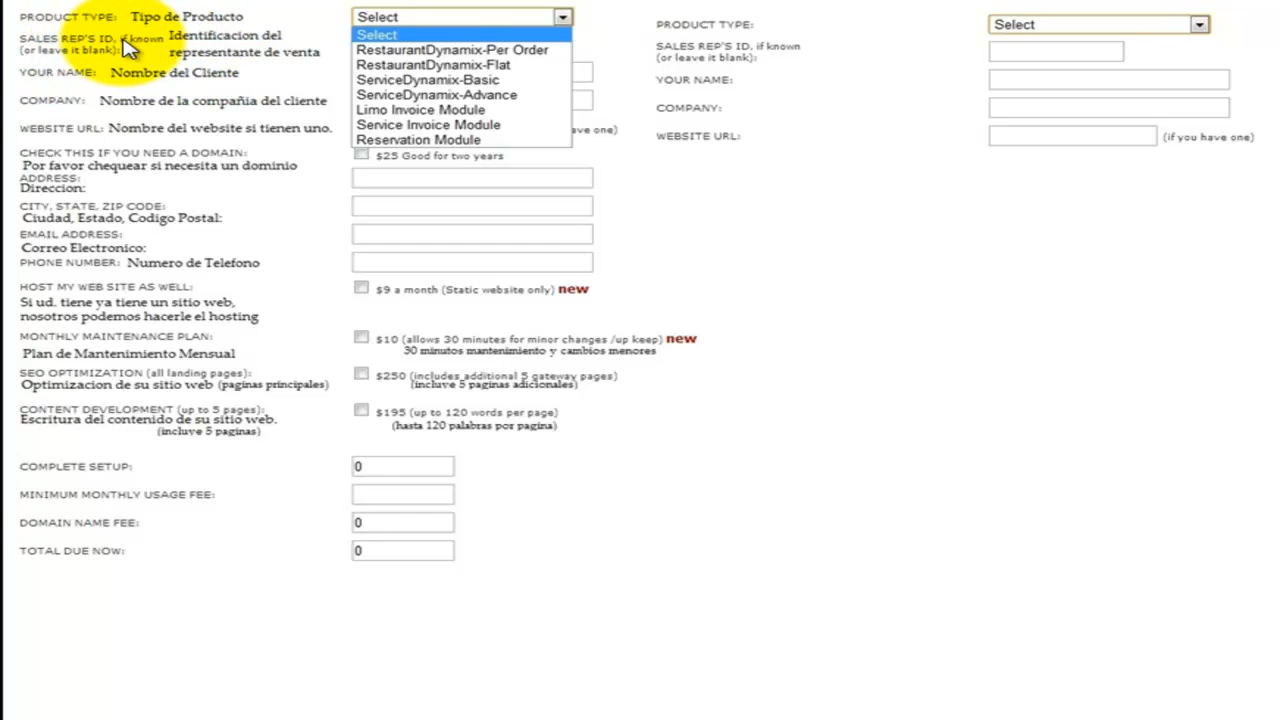 PRODUCT TYPE: Tipo de Producto
Select
Select
RestaurantDynamix-Per Order
RestaurantDynamix-Flat
ServiceDynamix-Basic
ServiceDynamix-Advance
Limo Invoice Module
Service Invoice Module
Reservation Module
SALES REP'S ID, if known Identificacion del
(or leave it blank): representante de venta
YOUR NAME: Nombre del Cliente
COMPANY: Nombre de la compañia del cliente
WEBSITE URL: Nombre del website si tienen uno.
ave one)
CHECK THIS IF YOU NEED A DOMAIN:
$25 Good for two years
Por favor chequear si necesita un dominio
ADDRESS:
Direccion:
CITY, STATE, ZIP CODE:
Ciudad, Estado, Codigo Postal:
EMAIL ADDRESS:
Correo Electronico:
PHONE NUMBER: Numero de Telefono
HOST MY WEB SITE AS WELL:
$9 a month (Static website only) new
Si ud. tiene ya tiene un sitio web,
nosotros podemos hacerle el hosting
MONTHLY MAINTENANCE PLAN:
$10 (allows 30 minutes for minor changes /up keep) new
Plan de Mantenimiento Mensual
30 minutos mantenimiento y cambios menores
SEO OPTIMIZATION (all landing pages):
$250 (includes additional 5 gateway pages)
Optimizacion de su sitio web (paginas principales)
(incluye 5 paginas adicionales)
CONTENT DEVELOPMENT (up to 5 pages):
$195 (up to 120 words per page)
Escritura del contenido de su sitio web.
(incluye 5 paginas)
(hasta 120 palabras por pagina)
COMPLETE SETUP: 0
MINIMUM MONTHLY USAGE FEE:
DOMAIN NAME FEE: 0
TOTAL DUE NOW: 0
PRODUCT TYPE: Select
SALES REP'S ID, if known
(or leave it blank):
YOUR NAME:
COMPANY:
WEBSITE URL: (if you have one)